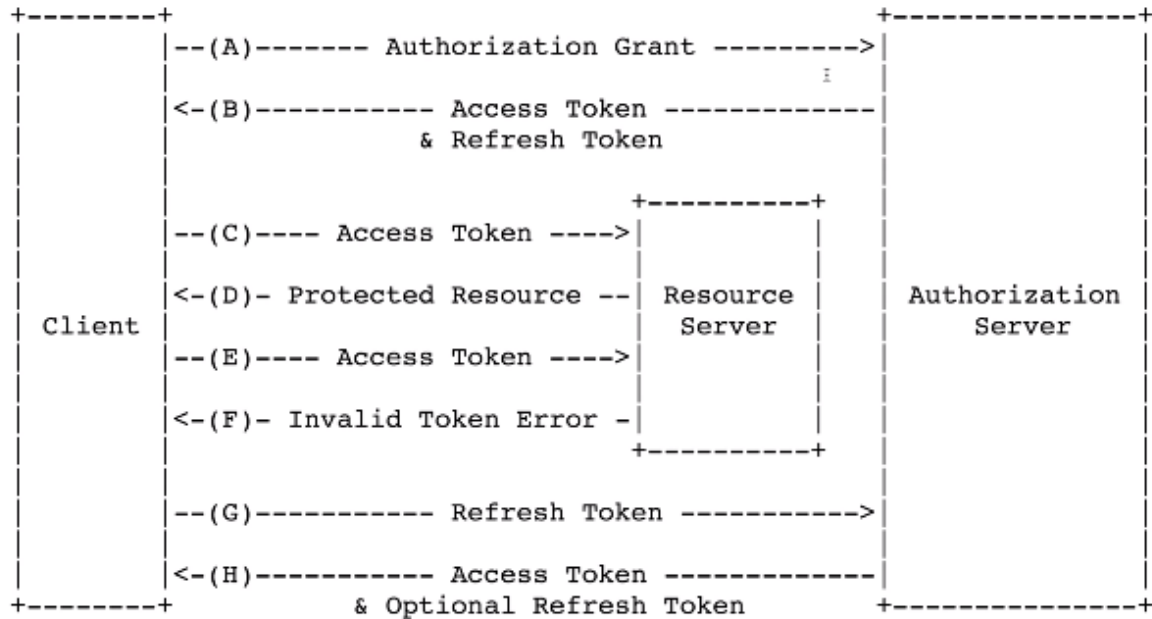 --(A)------- Authorization Grant --------->
<-(B)----------- Access Token -------------
& Refresh Token
--(C)---- Access Token ---->
<-(D)- Protected Resource --
Resource
Authorization
Client
Server
Server
--(E)---- Access Token ---->
<-(F)- Invalid Token Error -
--(G)----------- Refresh Token ----------->
<-(H)----------- Access Token -------------
& Optional Refresh Token